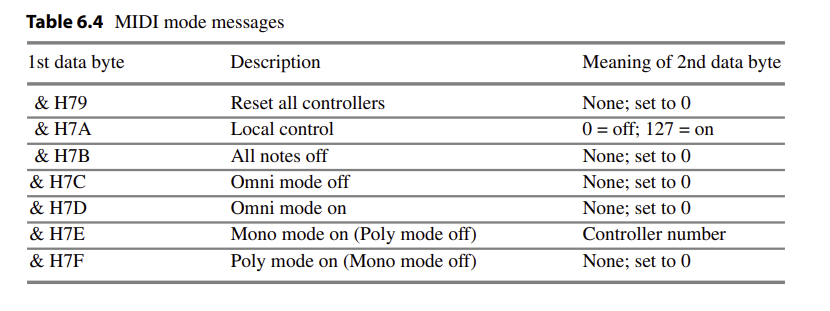 Table 6.4 MIDI mode messages
1st data byte Description Meaning of 2nd data byte
& H79 Reset all controllers None; set to 0
& H7A Local control 0 = off; 127 = on
& H7B All notes off None; set to 0
& H7C Omni mode off None; set to 0
& H7D Omni mode on None; set to 0
& H7E Mono mode on (Poly mode off) Controller number
& H7F Poly mode on (Mono mode off) None; set to 0